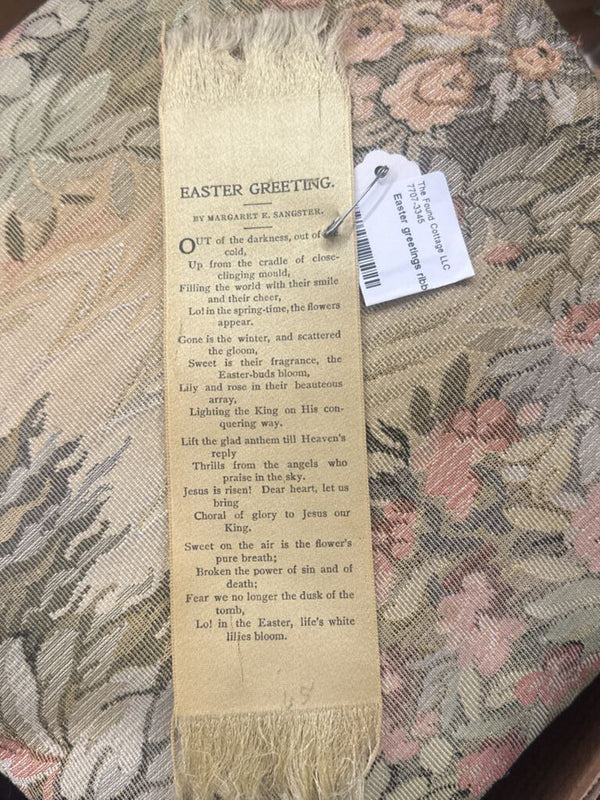 EASTER GREETING.
BY MARGARET E. SANGSTER.
OUT of the darkness, out of
cold,
Up from the cradle of close-
clinging mould,
Filling the world with their smile
and their cheer,
Lo! in the spring-time, the flowers
appear.
Gone is the winter, and scattered
the gloom,
Sweet is their fragrance, the
Easter-buds bloom,
Lily and rose in their beauteous
array,
Lighting the King on His con-
quering way.
Lift the glad anthem till Heaven's
reply
Thrills from the angels who
praise in the sky.
Jesus is risen! Dear heart, let us
bring
Choral of glory to Jesus our
King.
Sweet on the air is the flower's
pure breath;
Broken the power of sin and of
death;
Fear we no longer the dusk of the
tomb,
Lo! in the Easter, life's white
lilies bloom.
The Found Cottage LLC
7707-3345
Easter greetings ribb